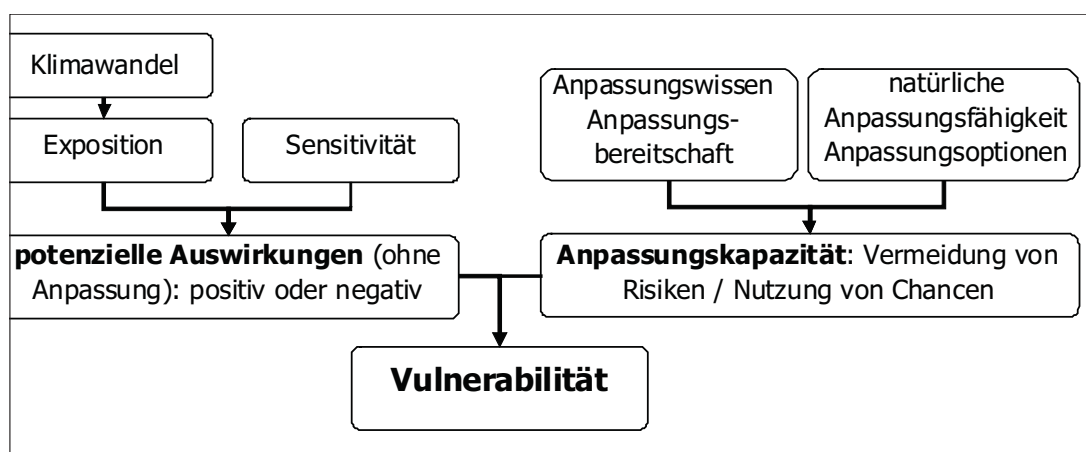 Klimawandel
Exposition
Sensitivität
Anpassungswissen
Anpassungs-
bereitschaft
natürliche
Anpassungsfähigkeit
Anpassungsoptionen
potenzielle Auswirkungen (ohne
Anpassung): positiv oder negativ
Anpassungskapazität: Vermeidung von
Risiken / Nutzung von Chancen
Vulnerabilität